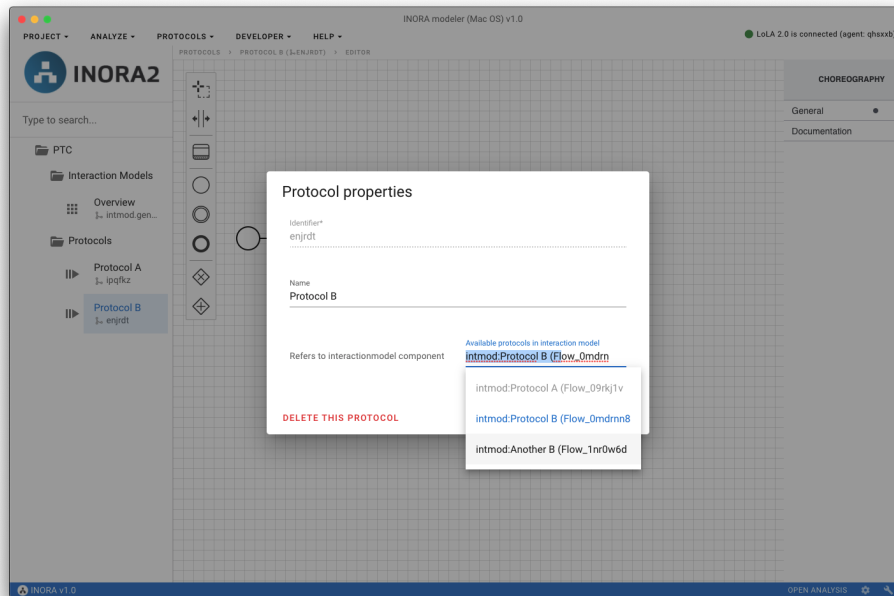 INORA modeler (Mac OS) v1.0
PROJECT ANALYZE PROTOCOLS DEVELOPER HELP
LoLA 2.0 is connected (agent: qhsxxb)
PROTOCOLS PROTOCOL B (ENJRDT) EDITOR
INORA2
CHOREOGRAPHY
Type to search...
General
Documentation
PTC
Interaction Models
Overview
intmod.gen...
Protocols
Protocol A
ipqfkz
Protocol B
enjrdt
Protocol properties
Identifier*
enjrdt
Name
Protocol B
Refers to interactionmodel component
Available protocols in interaction model
intmod:Protocol B (Flow_0mdrn
intmod:Protocol A (Flow_09rkj1v
intmod:Protocol B (Flow_0mdrnn8
intmod:Another B (Flow_1nr0w6d
DELETE THIS PROTOCOL
INORA v1.0
OPEN ANALYSIS